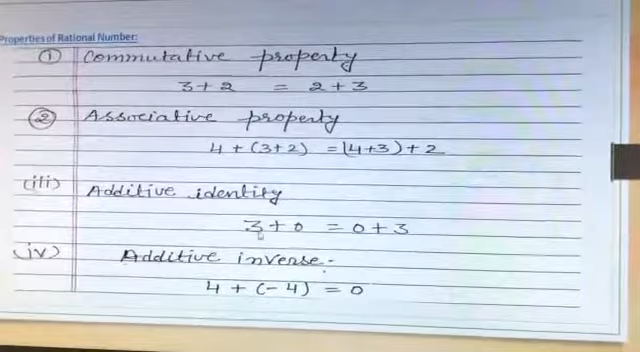 Properties of Rational Number:
① Commutative property
3+2 = 2+3
② Associative property
4+(3+2) =(4+3)+2
(iii) Additive identity
3+0 = 0+3
(iv) Additive inverse.
4+(-4) = 0